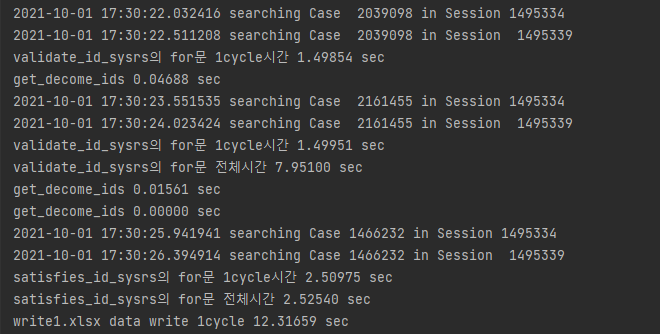 2021-10-01 17:30:22.032416 searching Case  2039098 in Session 1495334
2021-10-01 17:30:22.511208 searching Case  2039098 in Session  1495339
validate_id_sysrs의 for문 1cycle시간 1.49854 sec
get_decome_ids 0.04688 sec
2021-10-01 17:30:23.551535 searching Case  2161455 in Session 1495334
2021-10-01 17:30:24.023424 searching Case  2161455 in Session  1495339
validate_id_sysrs의 for문 1cycle시간 1.49951 sec
validate_id_sysrs의 for문 전체시간 7.95100 sec
get_decome_ids 0.01561 sec
get_decome_ids 0.00000 sec
2021-10-01 17:30:25.941941 searching Case 1466232 in Session 1495334
2021-10-01 17:30:26.394914 searching Case 1466232 in Session  1495339
satisfies_id_sysrs의 for문 1cycle시간 2.50975 sec
satisfies_id_sysrs의 for문 전체시간 2.52540 sec
write1.xlsx data write 1cycle 12.31659 sec